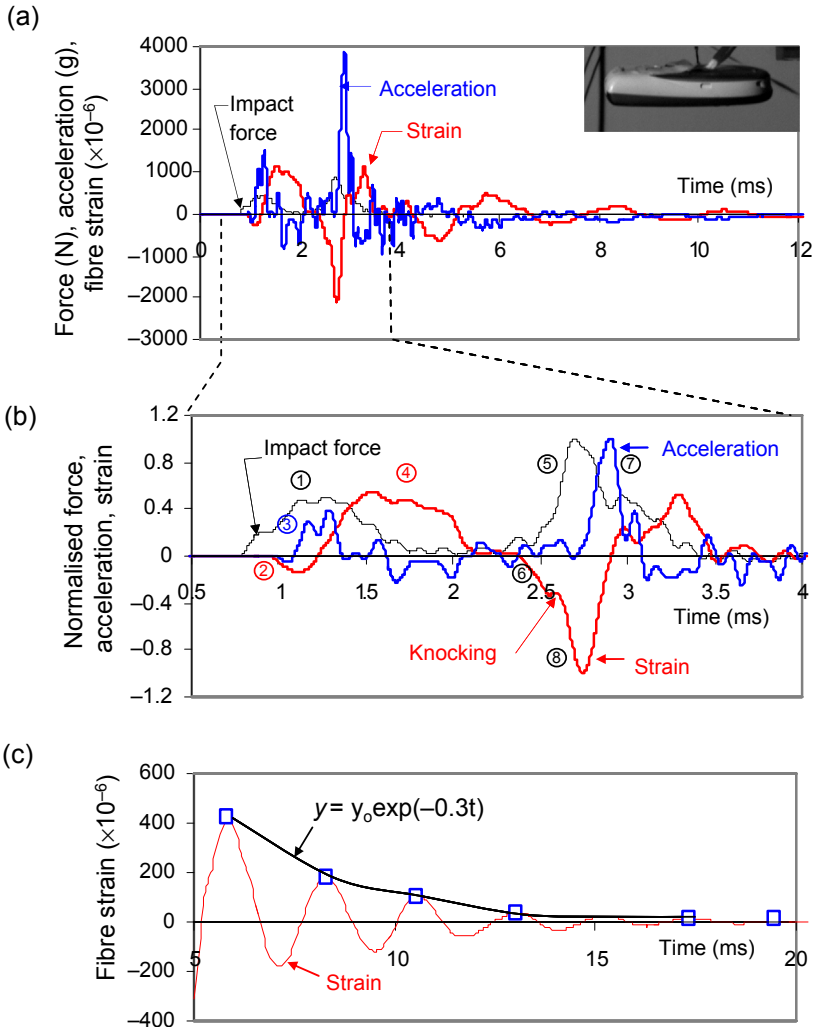 (a)
Force (N), acceleration (g),
fibre strain (×10⁻⁶)
4000
3000
2000
1000
0
–1000
–2000
–3000
Impact
force
Acceleration
Strain
Time (ms)
0 2 4 6 8 10 12
(b)
Normalised force,
acceleration, strain
1.2
0.8
0.4
0
–0.4
–0.8
–1.2
Impact force
Acceleration
① ② ③ ④ ⑤ ⑥ ⑦ ⑧
0.5 1 1.5 2 2.5 3 3.5 4
Time (ms)
Knocking
Strain
(c)
Fibre strain (×10⁻⁶)
600
400
200
0
–200
–400
y = yₒexp(–0.3t)
Strain
5 10 15 20
Time (ms)